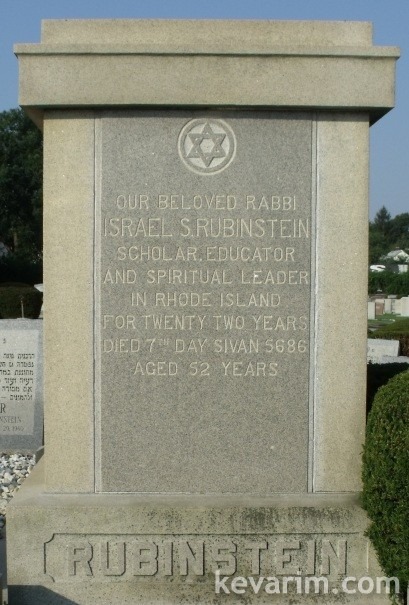 OUR BELOVED RABBI
ISRAEL S. RUBINSTEIN
SCHOLAR, EDUCATOR
AND SPIRITUAL LEADER
IN RHODE ISLAND
FOR TWENTY TWO YEARS
DIED 7TH DAY SIVAN 5686
AGED 52 YEARS
RUBINSTEIN
kevarim.com